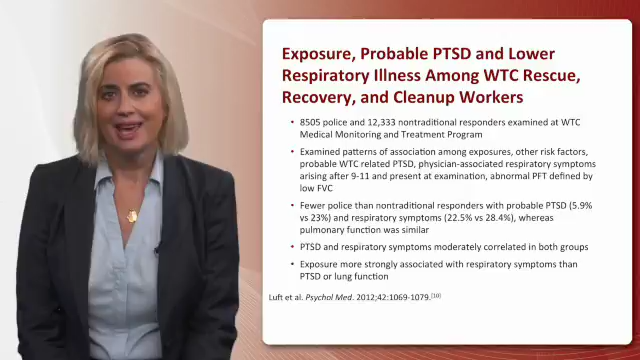 Exposure, Probable PTSD and Lower
Respiratory Illness Among WTC Rescue,
Recovery, and Cleanup Workers
• 8505 police and 12,333 nontraditional responders examined at WTC
Medical Monitoring and Treatment Program
• Examined patterns of association among exposures, other risk factors,
probable WTC related PTSD, physician-associated respiratory symptoms
arising after 9-11 and present at examination, abnormal PFT defined by
low FVC
• Fewer police than nontraditional responders with probable PTSD (5.9%
vs 23%) and respiratory symptoms (22.5% vs 28.4%), whereas
pulmonary function was similar
• PTSD and respiratory symptoms moderately correlated in both groups
• Exposure more strongly associated with respiratory symptoms than
PTSD or lung function
Luft et al. Psychol Med. 2012;42:1069-1079.[10]